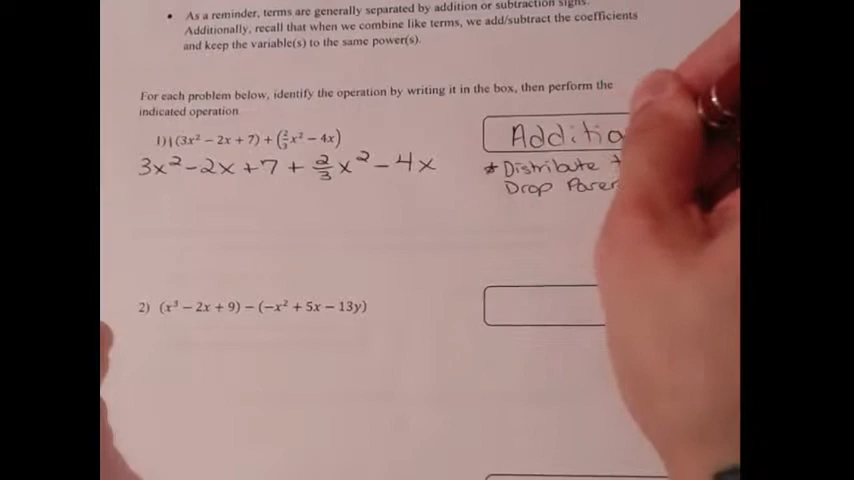 • As a reminder, terms are generally separated by addition or subtraction signs.
Additionally, recall that when we combine like terms, we add/subtract the coefficients
and keep the variable(s) to the same power(s).
For each problem below, identify the operation by writing it in the box, then perform the
indicated operation
1) 1(3x² − 2x + 7) + (2/3x² − 4x)
Additio
3x² − 2x + 7 + 2/3x² − 4x
* Distribute +
Drop Paren
2) (x³ − 2x + 9) − (−x² + 5x − 13y)